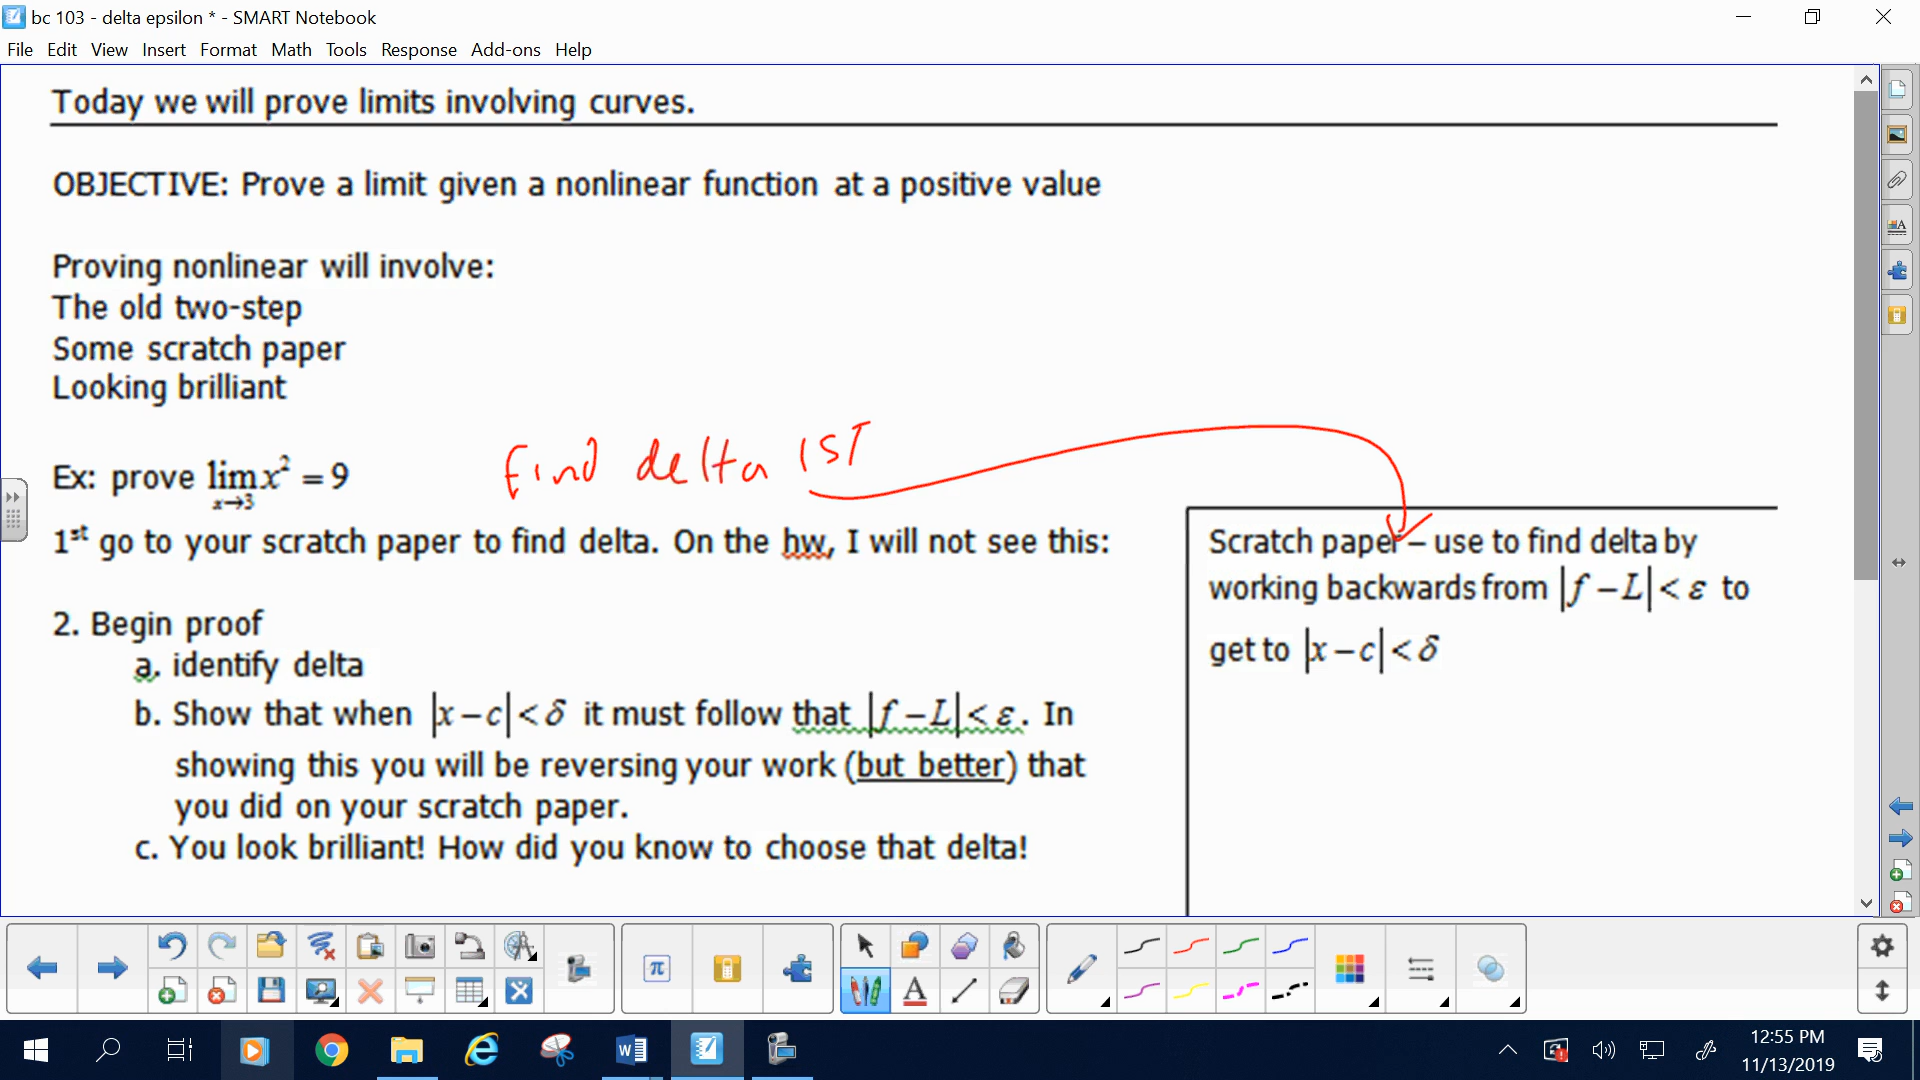 bc 103 - delta epsilon * - SMART Notebook
File Edit View Insert Format Math Tools Response Add-ons Help
Today we will prove limits involving curves.
OBJECTIVE: Prove a limit given a nonlinear function at a positive value
Proving nonlinear will involve:
The old two-step
Some scratch paper
Looking brilliant
Find delta 1ST
Ex: prove lim x² = 9
x→3
1st go to your scratch paper to find delta. On the hw, I will not see this:
2. Begin proof
a. identify delta
b. Show that when |x – c| < δ it must follow that |f – L| < ε. In
showing this you will be reversing your work (but better) that
you did on your scratch paper.
c. You look brilliant! How did you know to choose that delta!
Scratch paper – use to find delta by
working backwards from |f – L| < ε to
get to |x – c| < δ
π
A
12:55 PM
11/13/2019